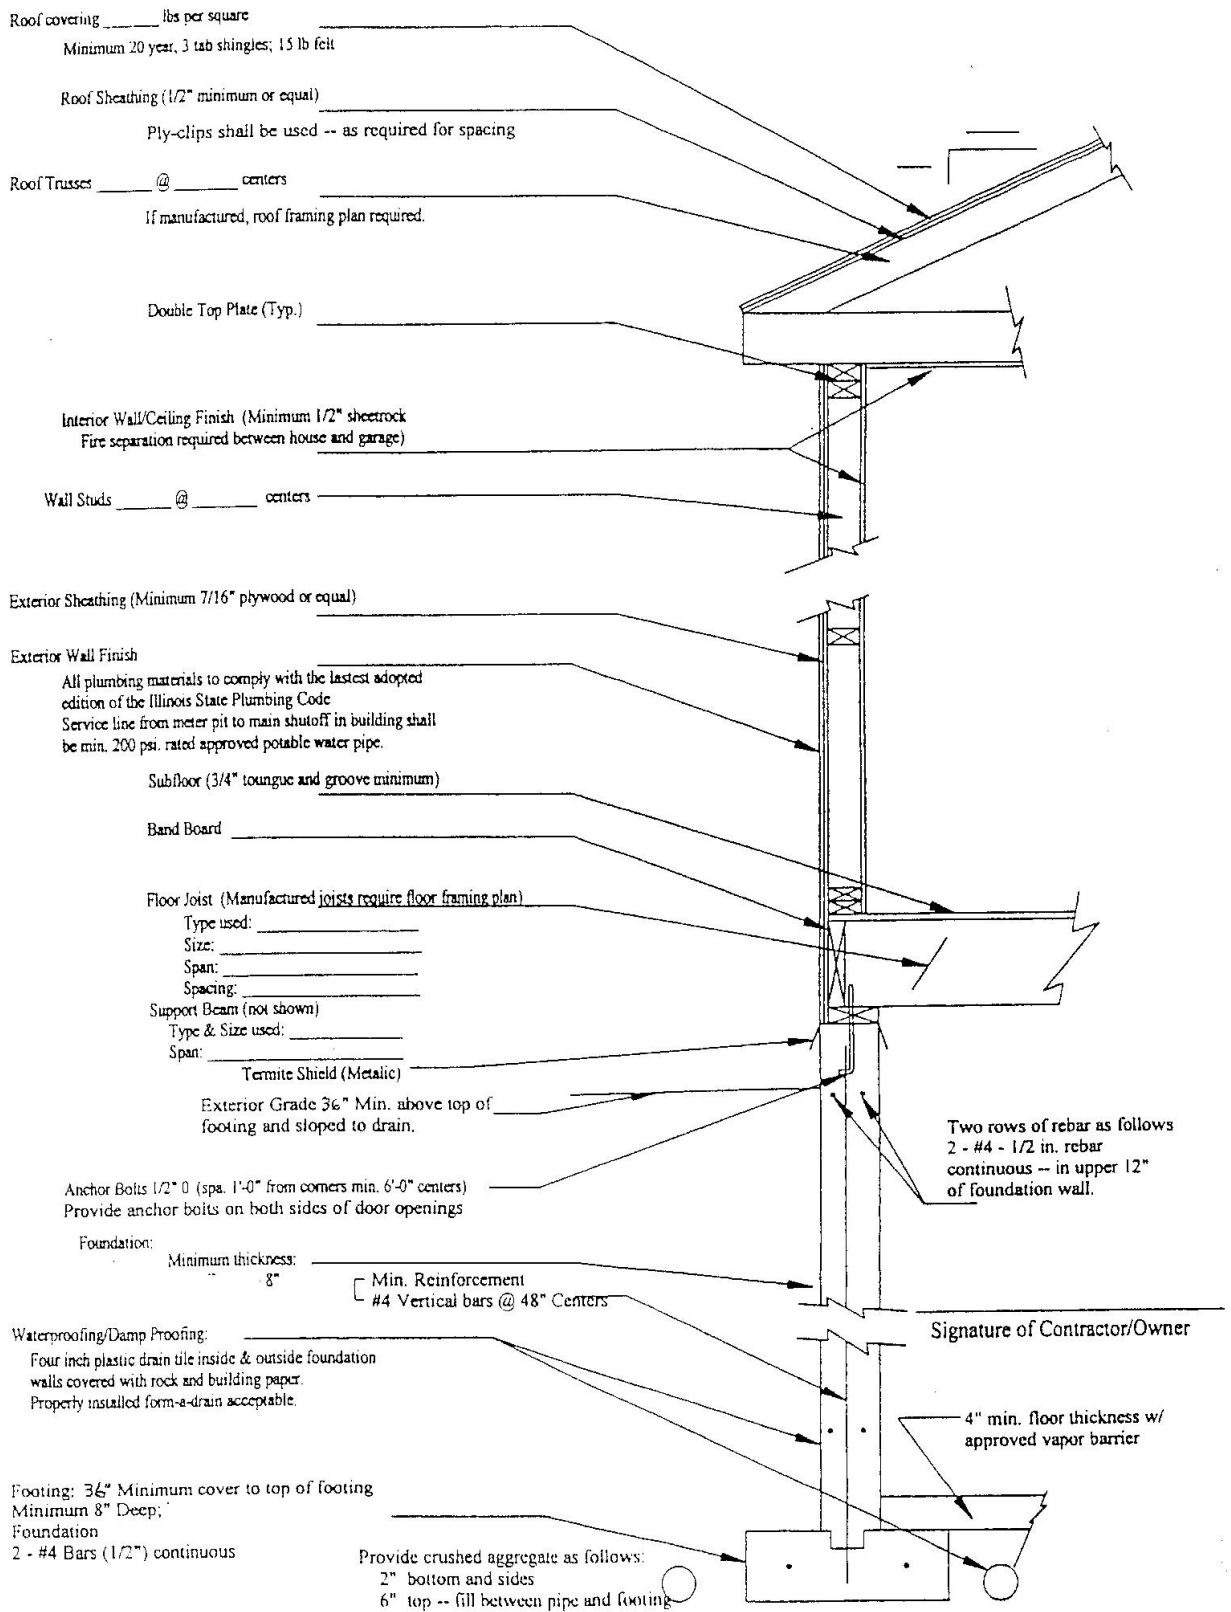 Roof covering ______ lbs per square
Minimum 20 year, 3 tab shingles; 15 lb felt
Roof Sheathing (1/2" minimum or equal)
Ply-clips shall be used -- as required for spacing
Roof Trusses ______ @ ______ centers
If manufactured, roof framing plan required.
Double Top Plate (Typ.)
Interior Wall/Ceiling Finish (Minimum 1/2" sheetrock
Fire separation required between house and garage)
Wall Studs ______ @ ______ centers
Exterior Sheathing (Minimum 7/16" plywood or equal)
Exterior Wall Finish
All plumbing materials to comply with the lastest adopted
edition of the Illinois State Plumbing Code
Service line from meter pit to main shutoff in building shall
be min. 200 psi. rated approved potable water pipe.
Subfloor (3/4" toungue and groove minimum)
Band Board
Floor Joist (Manufactured joists require floor framing plan)
Type used: ______
Size: ______
Span: ______
Spacing: ______
Support Beam (not shown)
Type & Size used: ______
Span: ______
Termite Shield (Metalic)
Exterior Grade 36" Min. above top of
footing and sloped to drain.
Two rows of rebar as follows
2 - #4 - 1/2 in. rebar
continuous -- in upper 12"
of foundation wall.
Anchor Bolts 1/2" 0 (spa. 1'-0" from corners min. 6'-0" centers)
Provide anchor bolts on both sides of door openings
Foundation:
Minimum thickness:
8"
Min. Reinforcement
#4 Vertical bars @ 48" Centers
Signature of Contractor/Owner
Waterproofing/Damp Proofing:
Four inch plastic drain tile inside & outside foundation
walls covered with rock and building paper.
Properly installed form-a-drain acceptable.
4" min. floor thickness w/
approved vapor barrier
Footing: 36" Minimum cover to top of footing
Minimum 8" Deep;
Foundation
2 - #4 Bars (1/2") continuous
Provide crushed aggregate as follows:
2" bottom and sides
6" top -- fill between pipe and footing